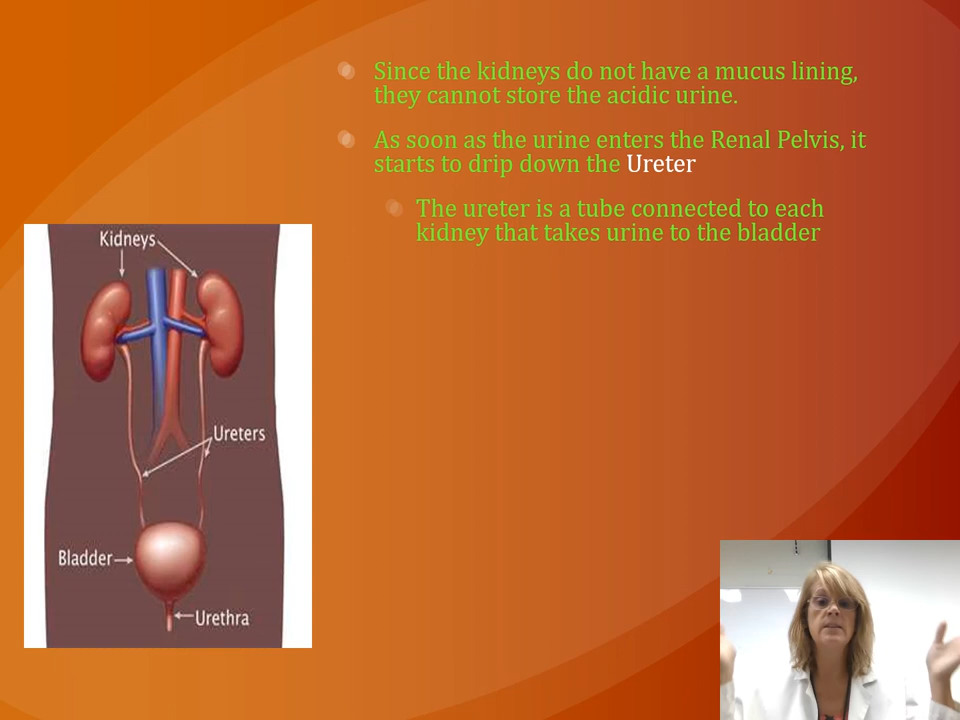 Since the kidneys do not have a mucus lining,
they cannot store the acidic urine.
As soon as the urine enters the Renal Pelvis, it
starts to drip down the Ureter
The ureter is a tube connected to each
kidney that takes urine to the bladder
Kidneys
Ureters
Bladder
Urethra